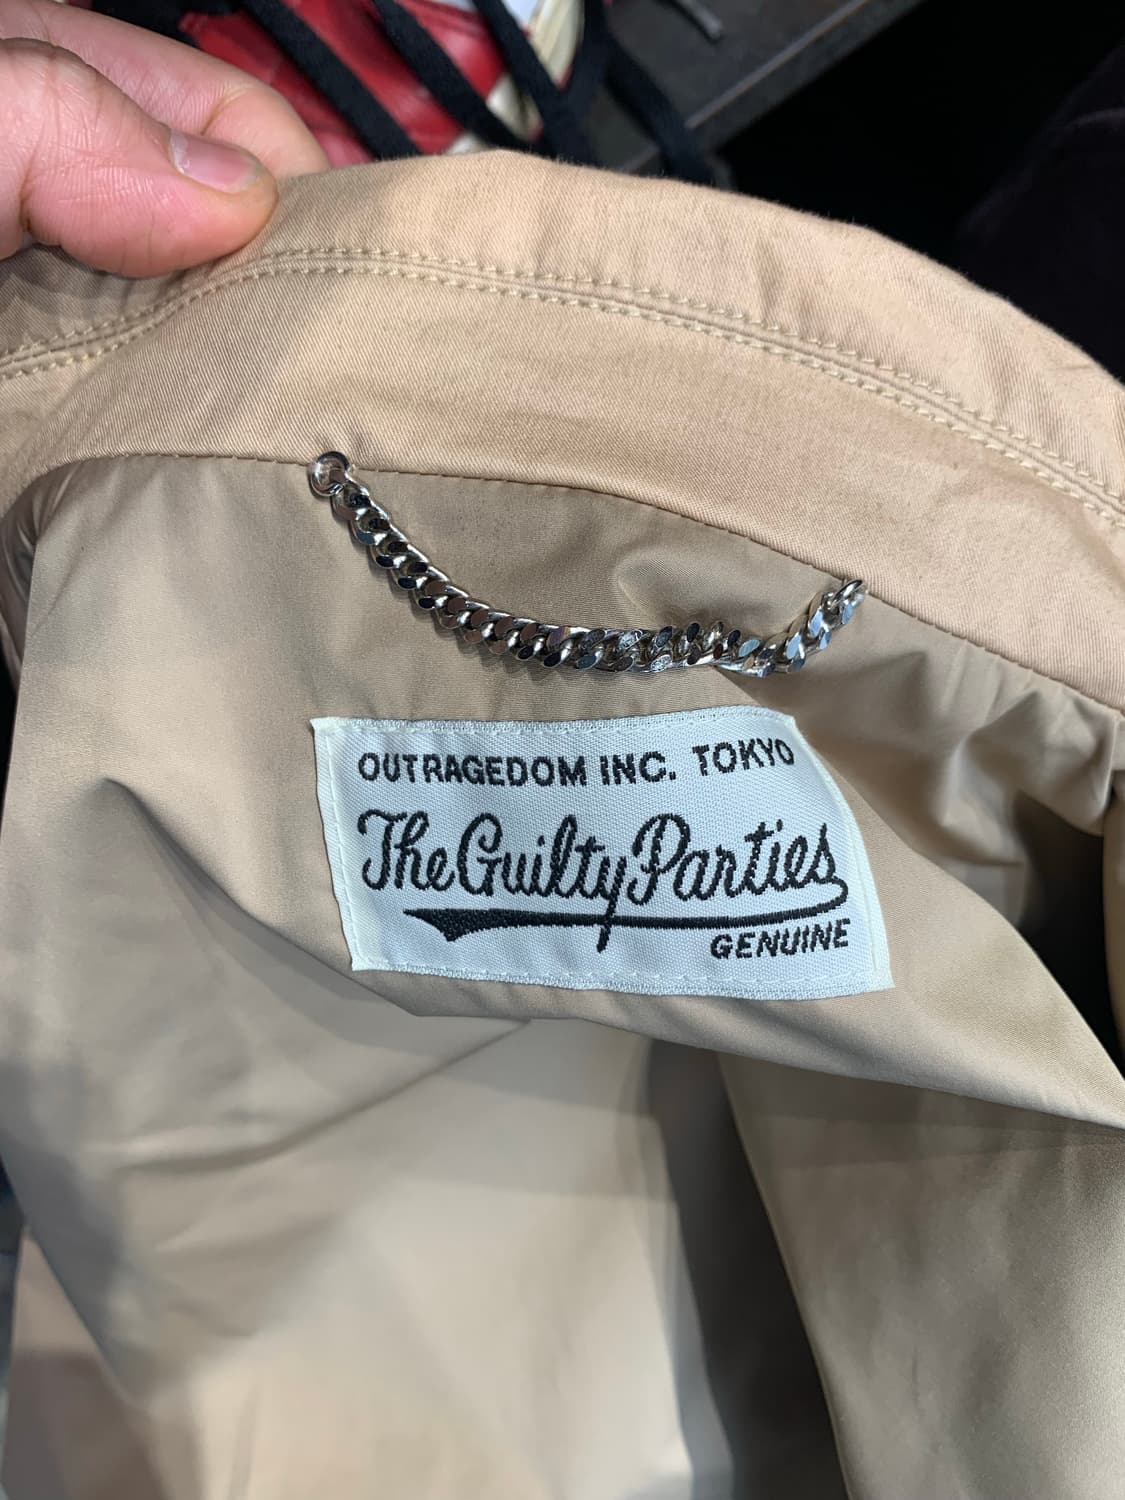 OUTRAGEDOM INC. TOKYO
The Guilty Parties
GENUINE